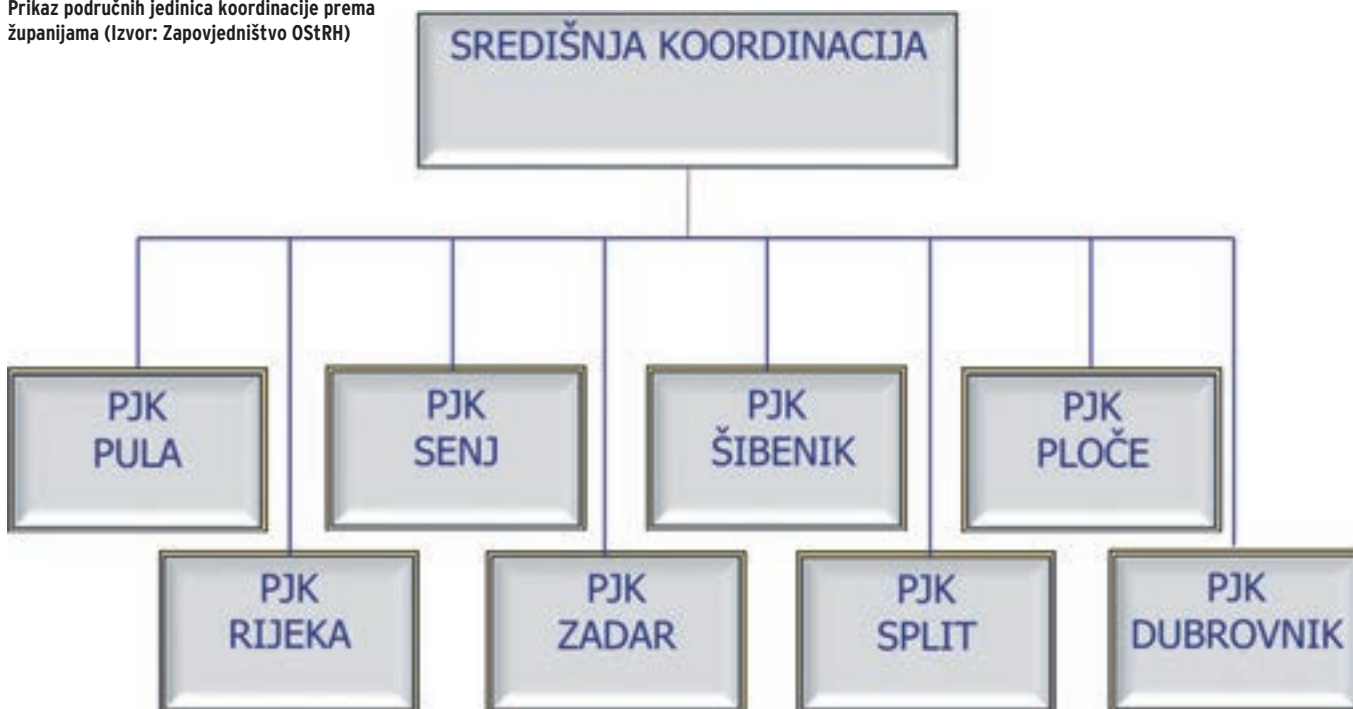 Prikaz područnih jedinica koordinacije prema
županijama (Izvor: Zapovjedništvo OStRH)
SREDIŠNJA KOORDINACIJA
PJK
PULA
PJK
SENJ
PJK
ŠIBENIK
PJK
PLOČE
PJK
RIJEKA
PJK
ZADAR
PJK
SPLIT
PJK
DUBROVNIK